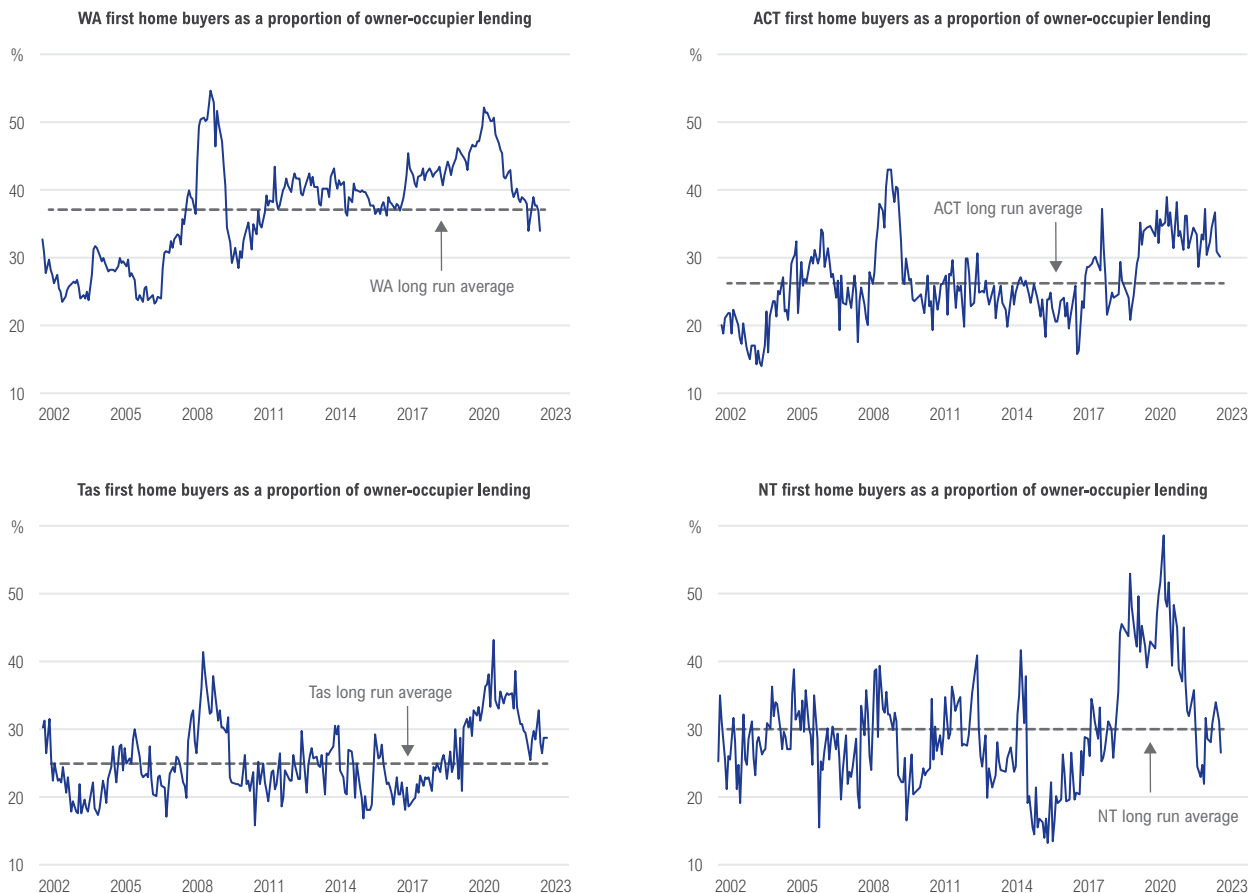 WA first home buyers as a proportion of owner-occupier lending
%
50
40
30
20
10
WA long run average
2002 2005 2008 2011 2014 2017 2020 2023
ACT first home buyers as a proportion of owner-occupier lending
%
50
40
30
20
10
ACT long run average
2002 2005 2008 2011 2014 2017 2020 2023
Tas first home buyers as a proportion of owner-occupier lending
%
50
40
30
20
10
Tas long run average
2002 2005 2008 2011 2014 2017 2020 2023
NT first home buyers as a proportion of owner-occupier lending
%
50
40
30
20
10
NT long run average
2002 2005 2008 2011 2014 2017 2020 2023